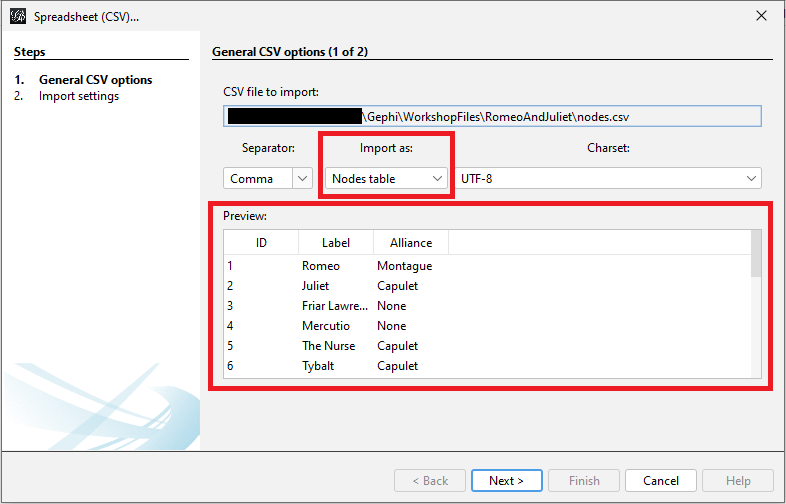 Spreadsheet (CSV)...
Steps
1. General CSV options
2. Import settings
General CSV options (1 of 2)
CSV file to import:
\Gephi\WorkshopFiles\RomeoAndJuliet\nodes.csv
Separator: Import as: Charset:
Comma Nodes table UTF-8
Preview:
ID Label Alliance
1 Romeo Montague
2 Juliet Capulet
3 Friar Lawre... None
4 Mercutio None
5 The Nurse Capulet
6 Tybalt Capulet
< Back Next > Finish Cancel Help